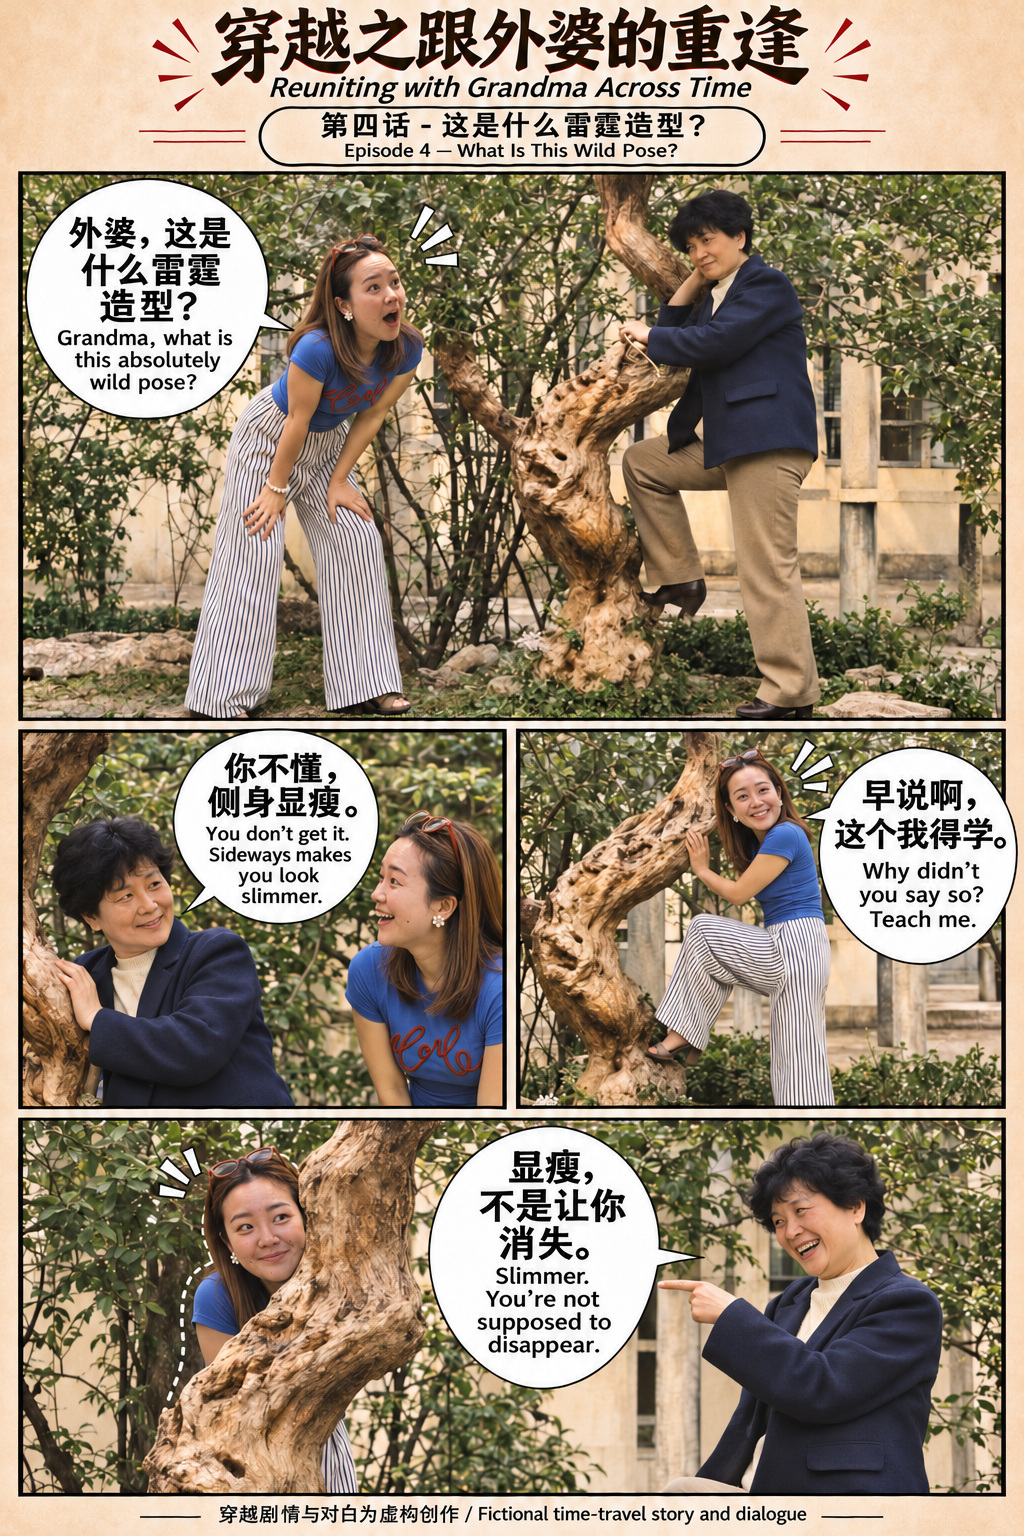 穿越之跟外婆的重逢
Reuniting with Grandma Across Time
第四话 - 这是什么雷霆造型？
Episode 4 — What Is This Wild Pose?
外婆，这是
什么雷霆
造型？
Grandma, what is
this absolutely
wild pose?
你不懂，
侧身显瘦。
You don't get it.
Sideways makes
you look
slimmer.
早说啊，
这个我得学。
Why didn't
you say so?
Teach me.
显瘦，
不是让你
消失。
Slimmer.
You're not
supposed to
disappear.
穿越剧情与对白为虚构创作 / Fictional time-travel story and dialogue